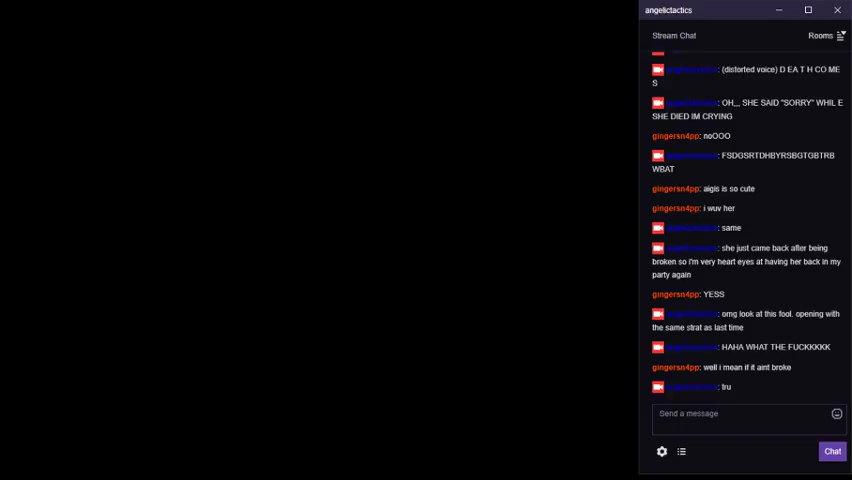 angelictactics
Stream Chat
Rooms
: (distorted voice) D EA T H CO ME
S
: OH,,, SHE SAID "SORRY" WHIL E
SHE DIED IM CRYING
gingersn4pp: noOOO
: FSDGSRTDHBYRSBGTGBTRB
WBAT
gingersn4pp: aigis is so cute
gingersn4pp: i wuv her
: same
: she just came back after being
broken so i'm very heart eyes at having her back in my
party again
gingersn4pp: YESS
: omg look at this fool. opening with
the same strat as last time
: HAHA WHAT THE FUCKKKKK
gingersn4pp: well i mean if it aint broke
: tru
Send a message
Chat